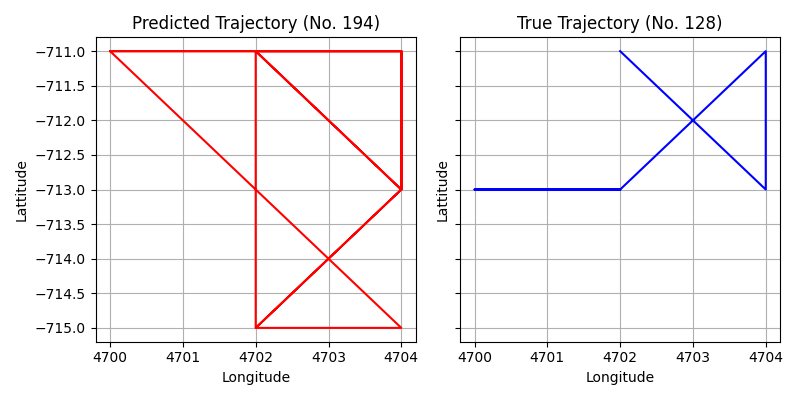 Predicted Trajectory (No. 194)
True Trajectory (No. 128)
−711.0
−711.5
−712.0
−712.5
−713.0
−713.5
−714.0
−714.5
−715.0
Lattitude
Lattitude
4700 4701 4702 4703 4704
4700 4701 4702 4703 4704
Longitude
Longitude